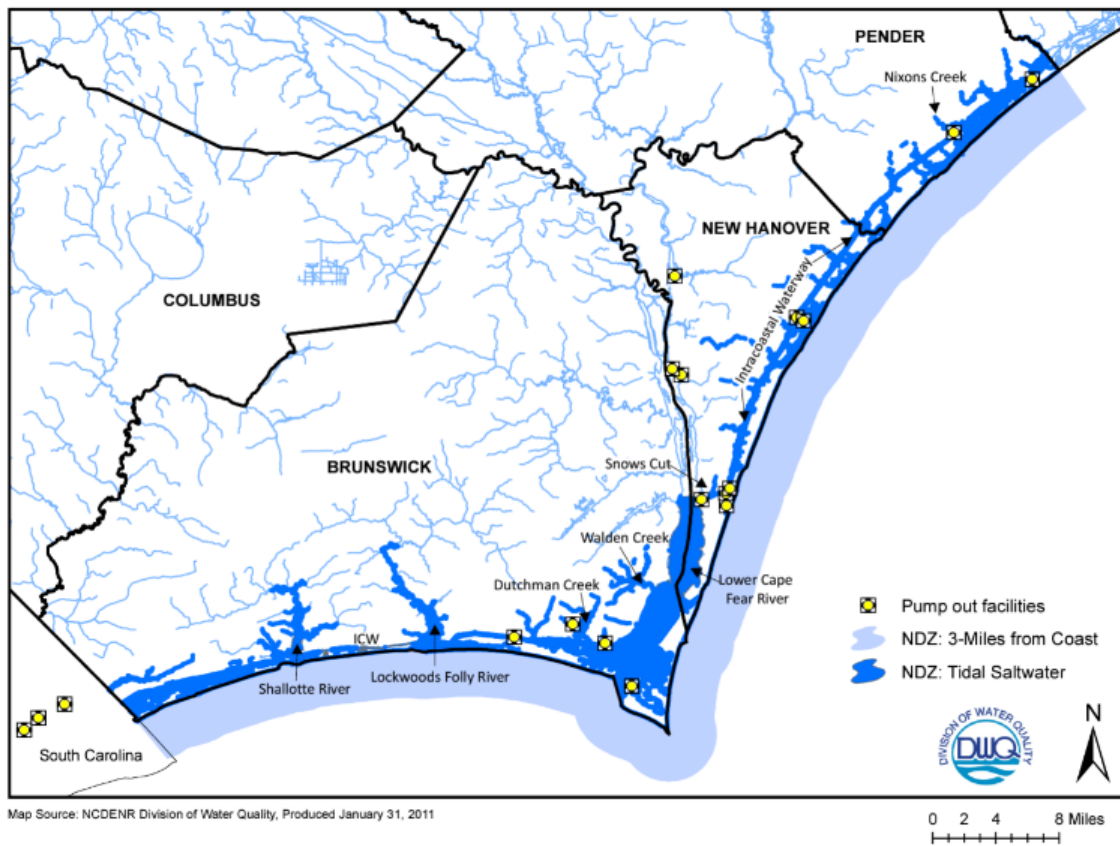 PENDER
Nixons Creek
NEW HANOVER
Intracoastal Waterway
COLUMBUS
BRUNSWICK
Snows Cut
Walden Creek
Dutchman Creek
Lower Cape
Fear River
ICW
Lockwoods Folly River
Shallotte River
South Carolina
Pump out facilities
NDZ: 3-Miles from Coast
NDZ: Tidal Saltwater
DIVISION OF WATER QUALITY
DWQ
N
Map Source: NCDENR Division of Water Quality, Produced January 31, 2011
0 2 4 8 Miles